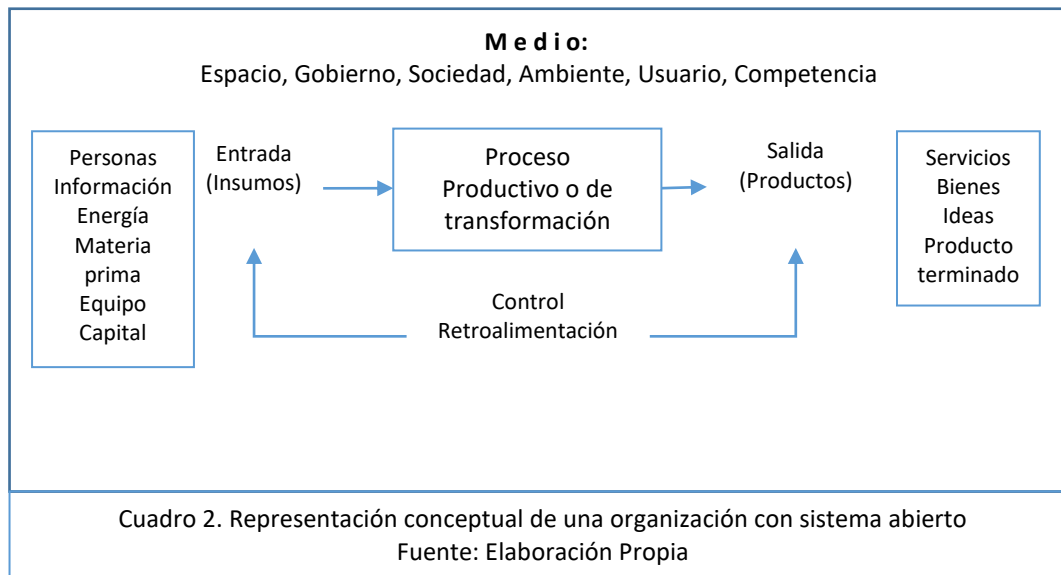 M e d i o:
Espacio, Gobierno, Sociedad, Ambiente, Usuario, Competencia
Personas
Información
Energía
Materia
prima
Equipo
Capital
Entrada
(Insumos)
Proceso
Productivo o de
transformación
Salida
(Productos)
Servicios
Bienes
Ideas
Producto
terminado
Control
Retroalimentación
Cuadro 2. Representación conceptual de una organización con sistema abierto
Fuente: Elaboración Propia